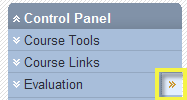 Control Panel
Course Tools
Course Links
Evaluation